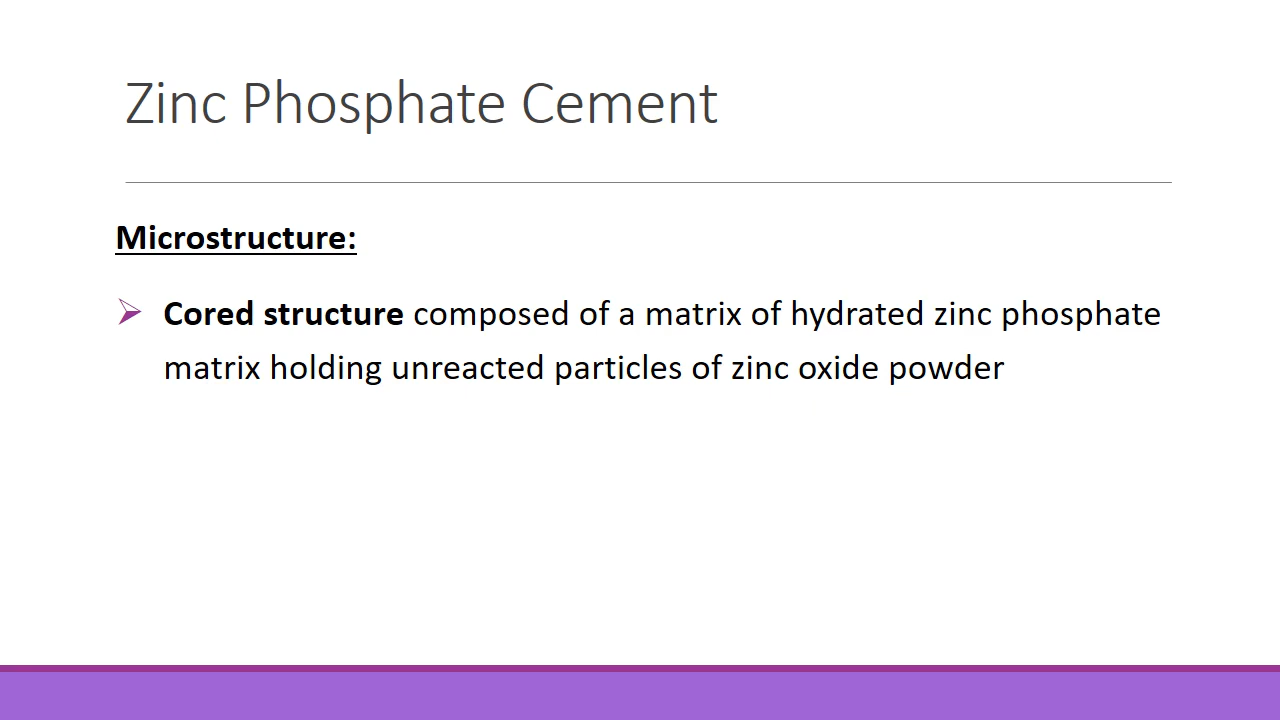 Zinc Phosphate Cement
Microstructure:
Cored structure composed of a matrix of hydrated zinc phosphate
matrix holding unreacted particles of zinc oxide powder